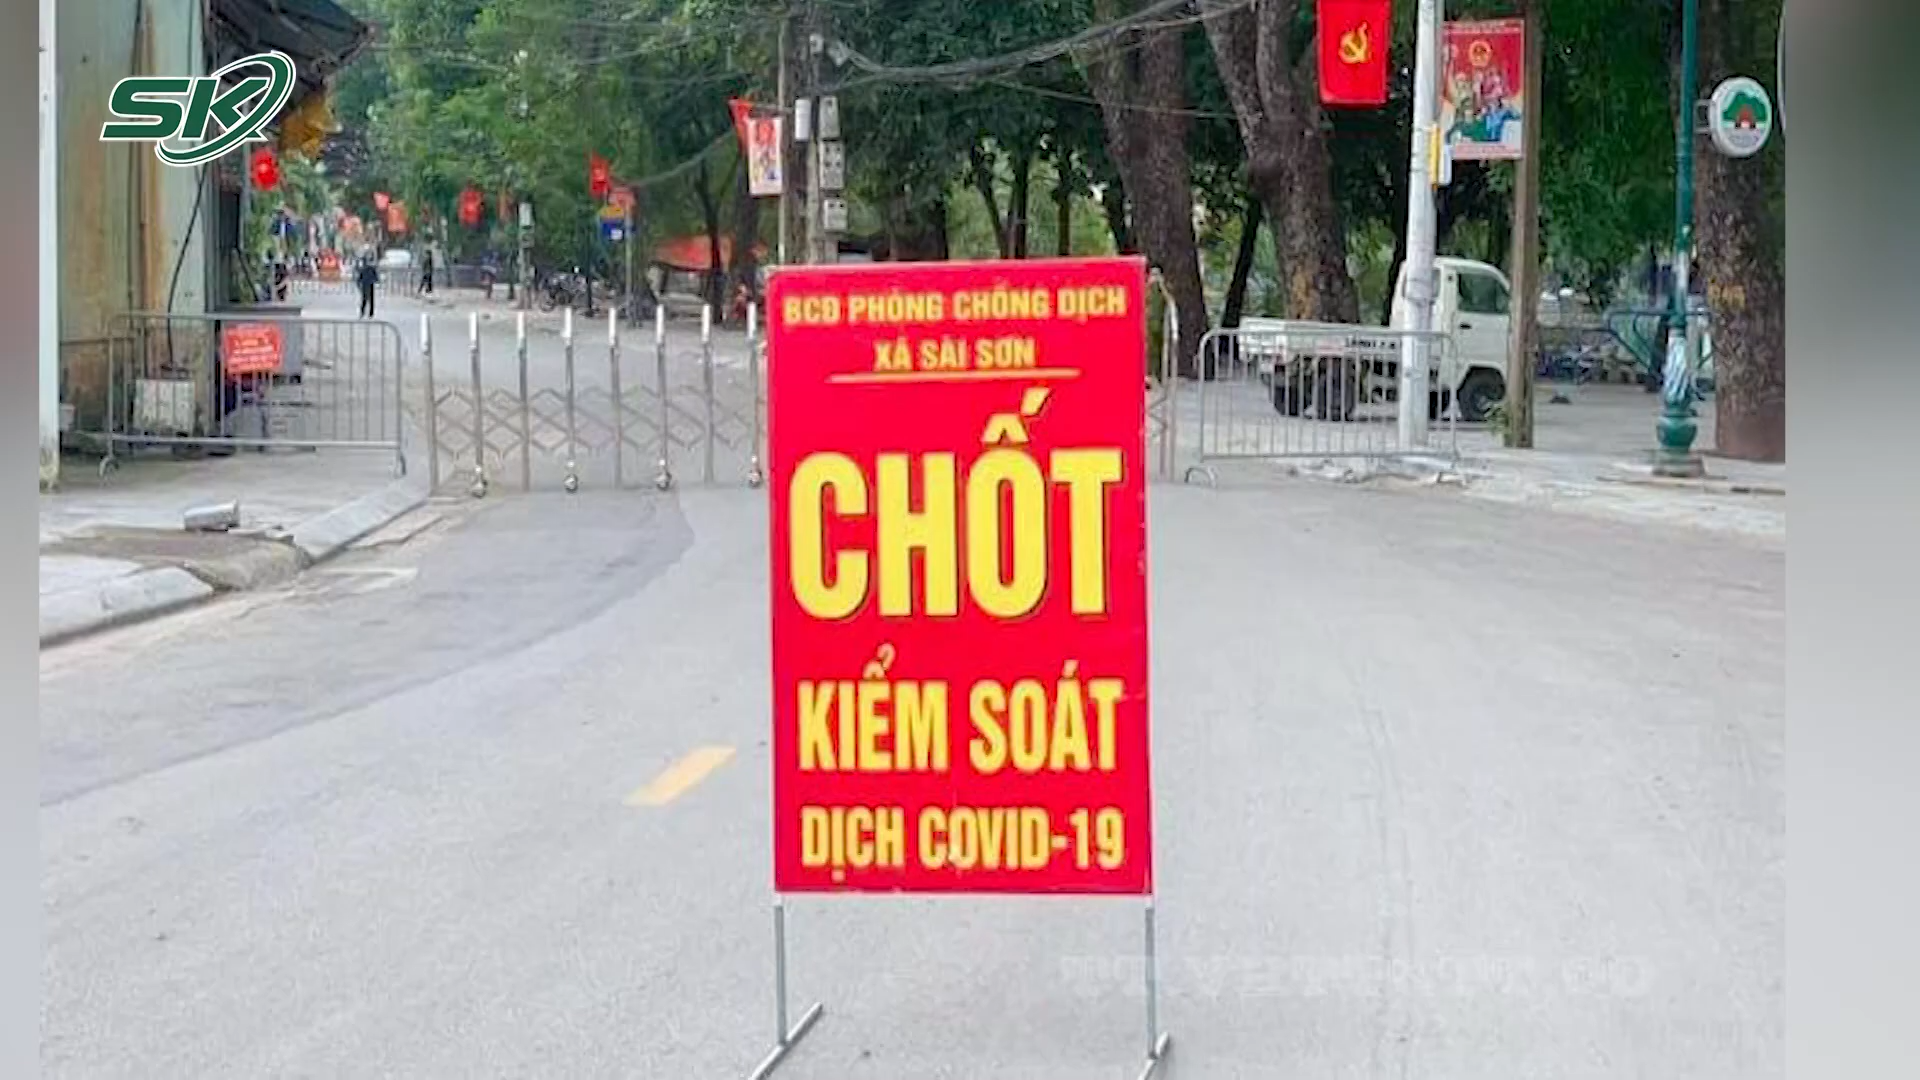 SK
BCĐ PHÒNG CHỐNG DỊCH
XÃ SÀI SƠN
CHỐT
KIỂM SOÁT
DỊCH COVID-19